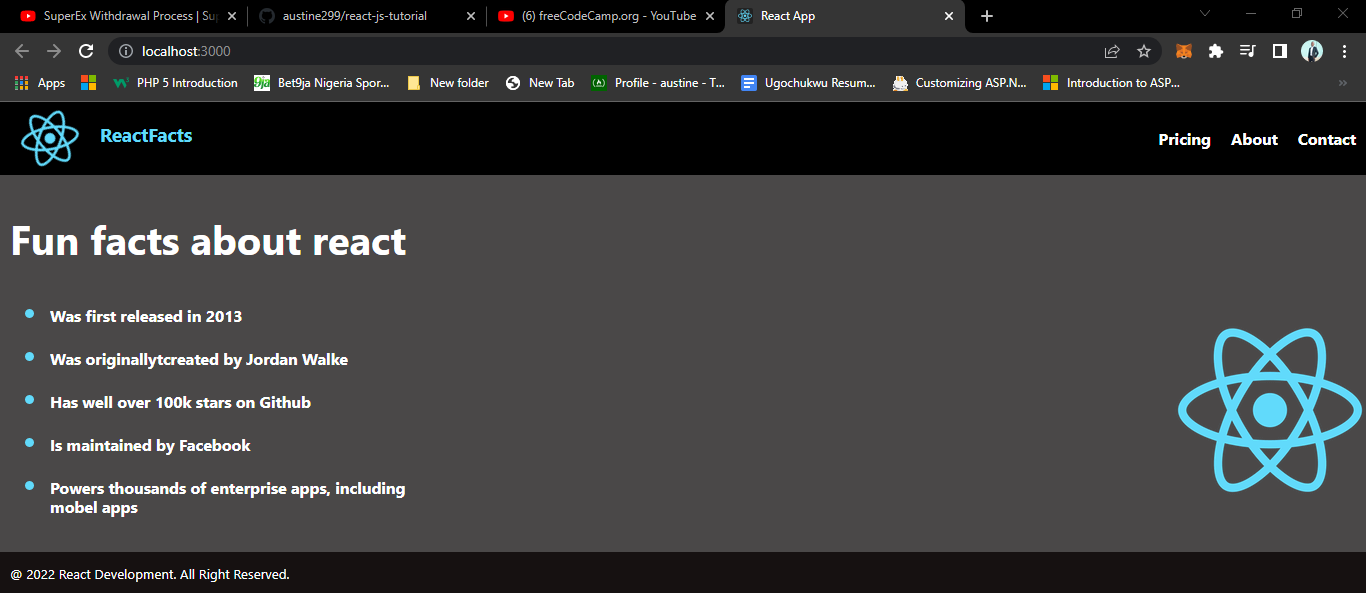 SuperEx Withdrawal Process | Su
austine299/react-js-tutorial
(6) freeCodeCamp.org - YouTube
React App
localhost:3000
Apps
PHP 5 Introduction
9ja
Bet9ja Nigeria Spor...
New folder
New Tab
Profile - austine - T...
Ugochukwu Resum...
Customizing ASP.N...
Introduction to ASP...
ReactFacts
Pricing
About
Contact
Fun facts about react
Was first released in 2013
Was originallytcreated by Jordan Walke
Has well over 100k stars on Github
Is maintained by Facebook
Powers thousands of enterprise apps, including
mobel apps
@ 2022 React Development. All Right Reserved.